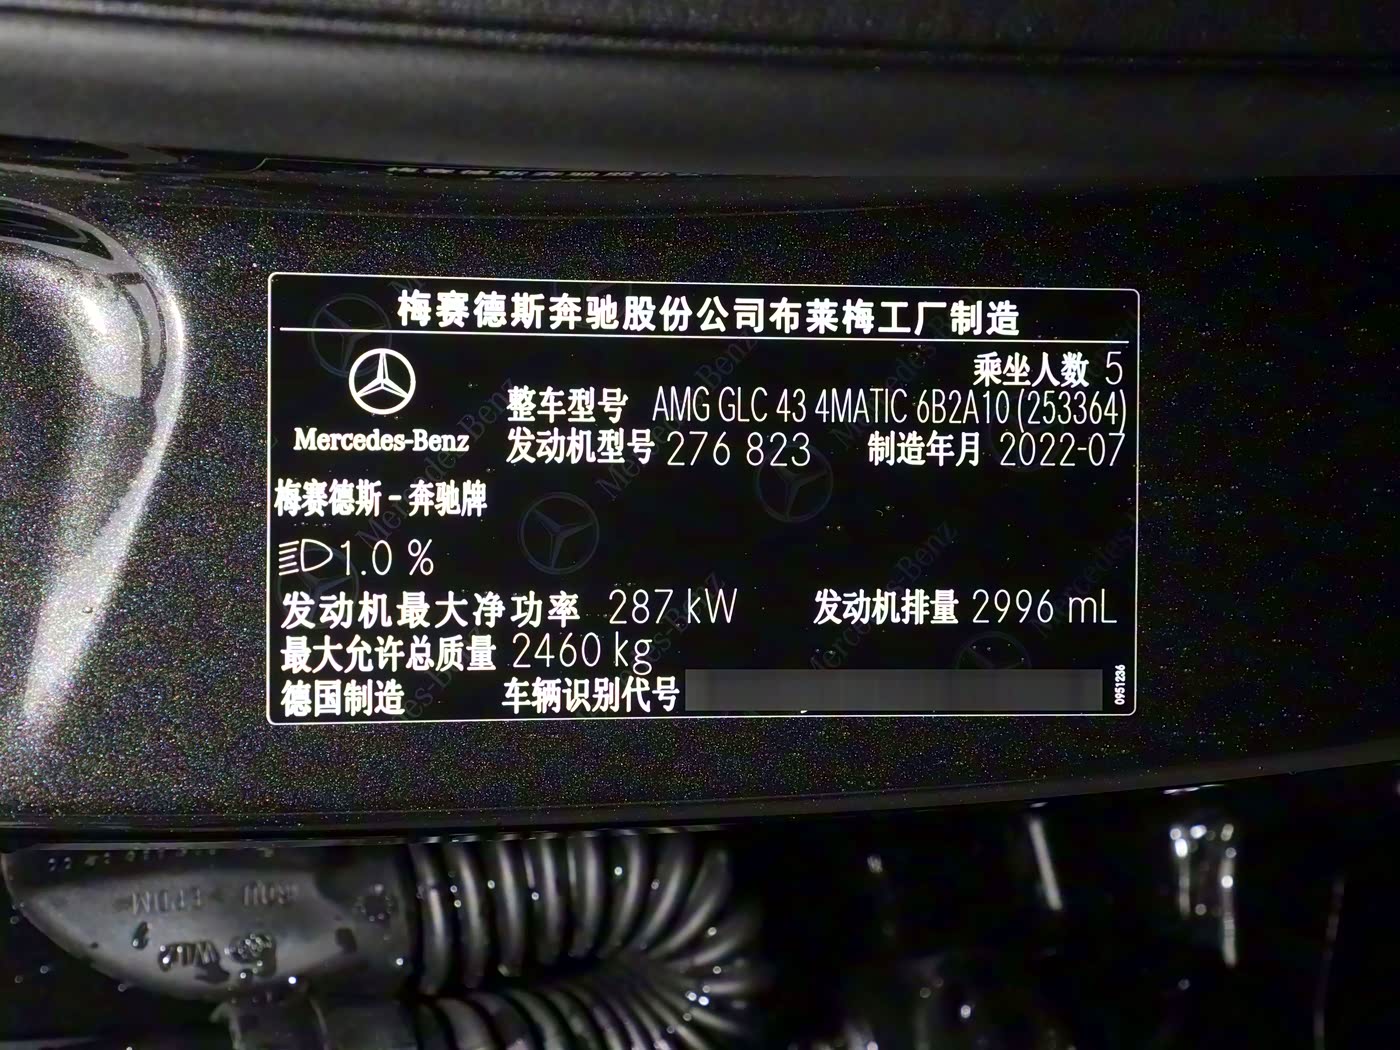 梅赛德斯奔驰股份公司布莱梅工厂制造
乘坐人数 5
整车型号 AMG GLC 43 4MATIC 6B2A10 (253364)
Mercedes-Benz
发动机型号 276 823 制造年月 2022-07
梅赛德斯－奔驰牌
1.0 %
发动机最大净功率 287 kW 发动机排量 2996 mL
最大允许总质量 2460 kg
德国制造 车辆识别代号
0951236